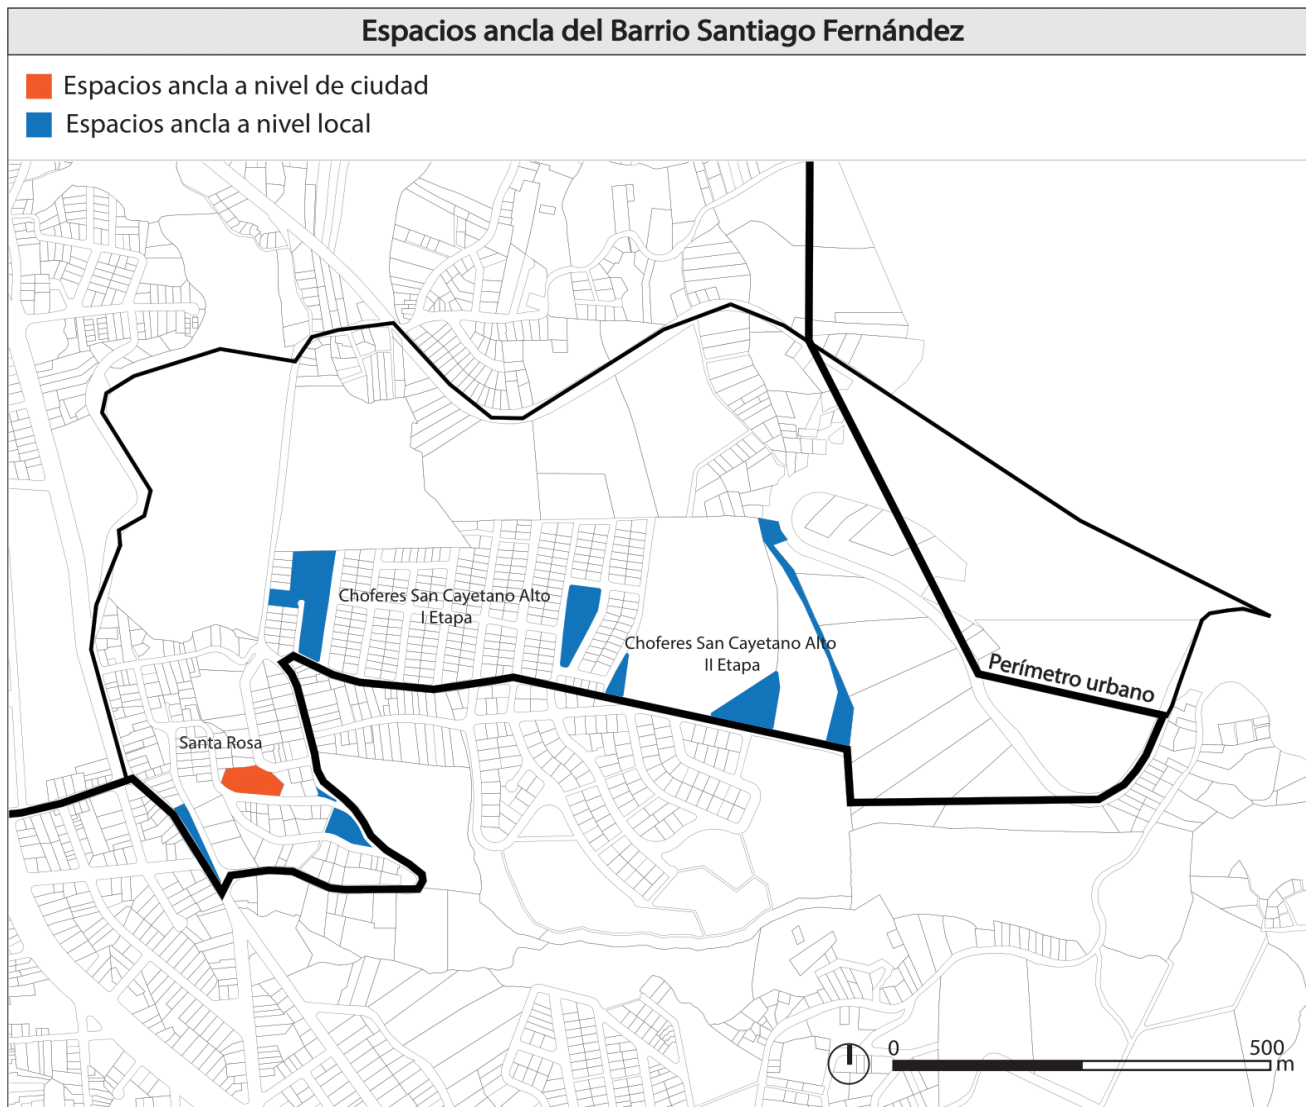 Espacios ancla del Barrio Santiago Fernández
Espacios ancla a nivel de ciudad
Espacios ancla a nivel local
Choferes San Cayetano Alto
I Etapa
Choferes San Cayetano Alto
II Etapa
Perímetro urbano
Santa Rosa
0
500
m